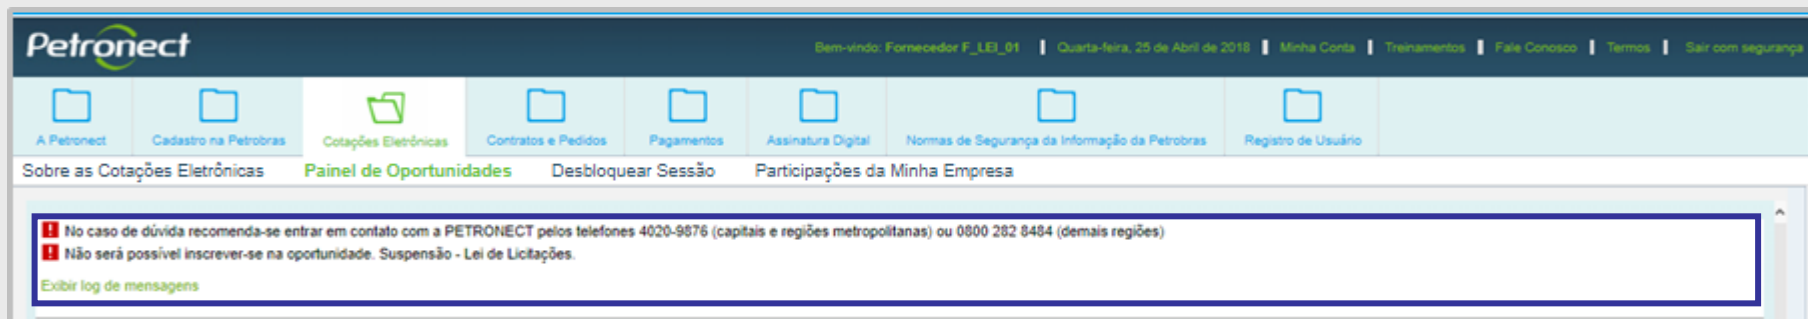 Petronect
Bem-vindo: Fornecedor F_LEI_01 | Quarta-feira, 25 de Abril de 2018 | Minha Conta | Treinamentos | Fale Conosco | Termos | Sair com segurança
A Petronect Cadastro na Petrobras Cotações Eletrônicas Contratos e Pedidos Pagamentos Assinatura Digital Normas de Segurança da Informação da Petrobras Registro de Usuário
Sobre as Cotações Eletrônicas Painel de Oportunidades Desbloquear Sessão Participações da Minha Empresa
No caso de dúvida recomenda-se entrar em contato com a PETRONECT pelos telefones 4020-9876 (capitais e regiões metropolitanas) ou 0800 282 8484 (demais regiões)
Não será possível inscrever-se na oportunidade. Suspensão - Lei de Licitações.
Exibir log de mensagens